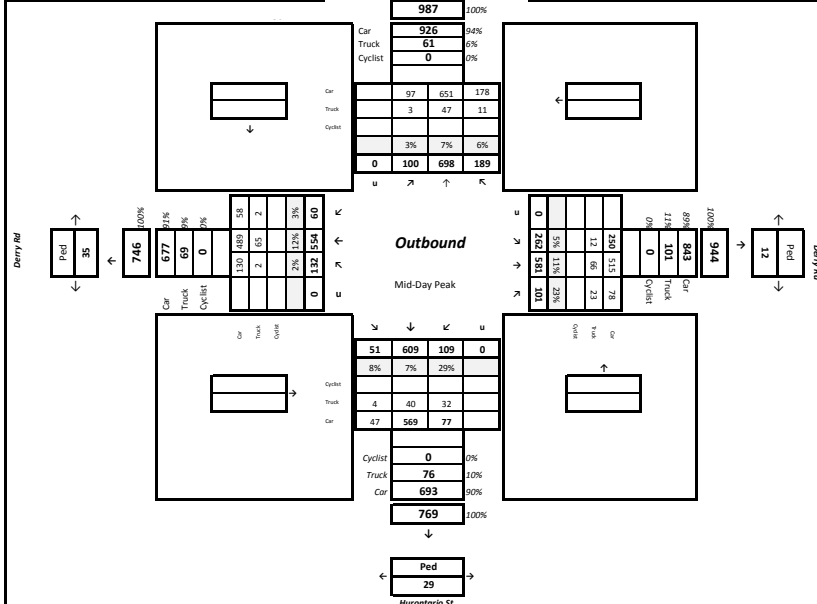 987 100%
Car 926 94%
Truck 61 6%
Cyclist 0 0%
Car 97 651 178
Truck 3 47 11
Cyclist
3% 7% 6%
0 100 698 189
u ↗ ↑ ↖
←
↓
Derry Rd
↑
Ped 35
↓
←
746 100%
677 91%
69 9%
0 0%
Car
Truck
Cyclist
58 2 3% 60 ↙
489 65 12% 554 ←
130 2 2% 132 ↖
0 u
Car
Truck
Cyclist
Outbound
Mid-Day Peak
u 0
↘ 262 5% 12 250
→ 581 11% 66 515
↗ 101 23% 23 78
Cyclist
Truck
Car
0% 11% 89% 100%
0 101 843 944
Cyclist
Truck
Car
→
↑
12 Ped
↓
↘ ↓ ↙ u
51 609 109 0
8% 7% 29%
Cyclist
Truck 4 40 32
Car 47 569 77
→
↑
Cyclist 0 0%
Truck 76 10%
Car 693 90%
769 100%
↓
← Ped →
29
Hurontario St